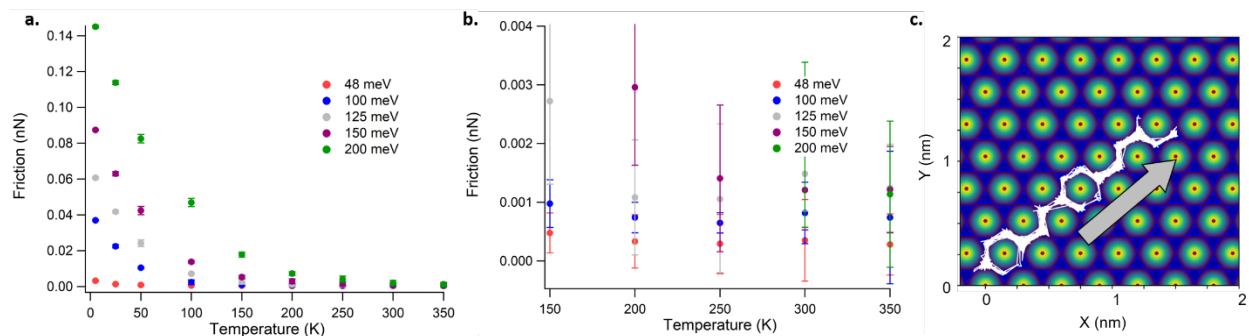 a.
0.14
0.12
0.10
0.08
0.06
0.04
0.02
0.00
Friction (nN)
48 meV
100 meV
125 meV
150 meV
200 meV
0 50 100 150 200 250 300 350
Temperature (K)
b.
0.004
0.003
0.002
0.001
0.000
Friction (nN)
48 meV
100 meV
125 meV
150 meV
200 meV
150 200 250 300 350
Temperature (K)
c.
2
1
0
Y (nm)
0 1 2
X (nm)